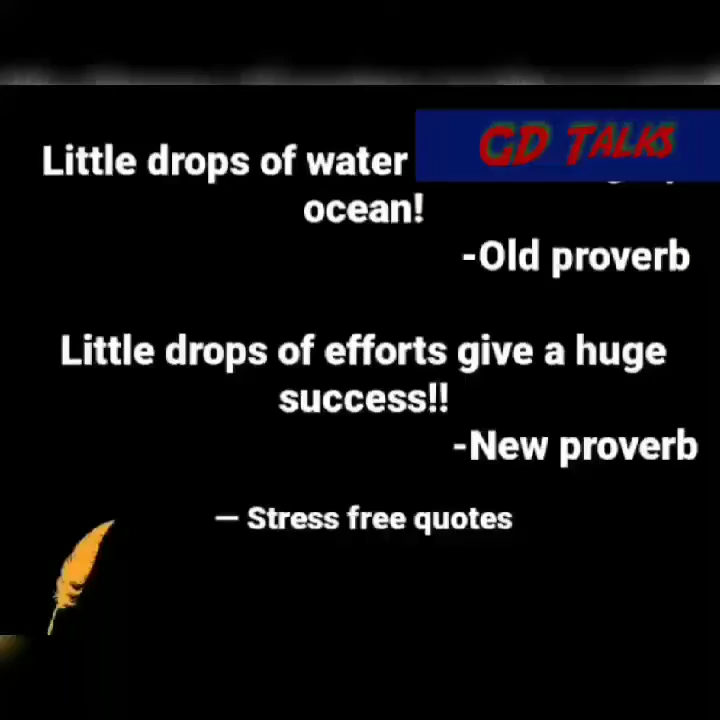 GD TALKS
Little drops of water
ocean!
-Old proverb
Little drops of efforts give a huge
success!!
-New proverb
— Stress free quotes